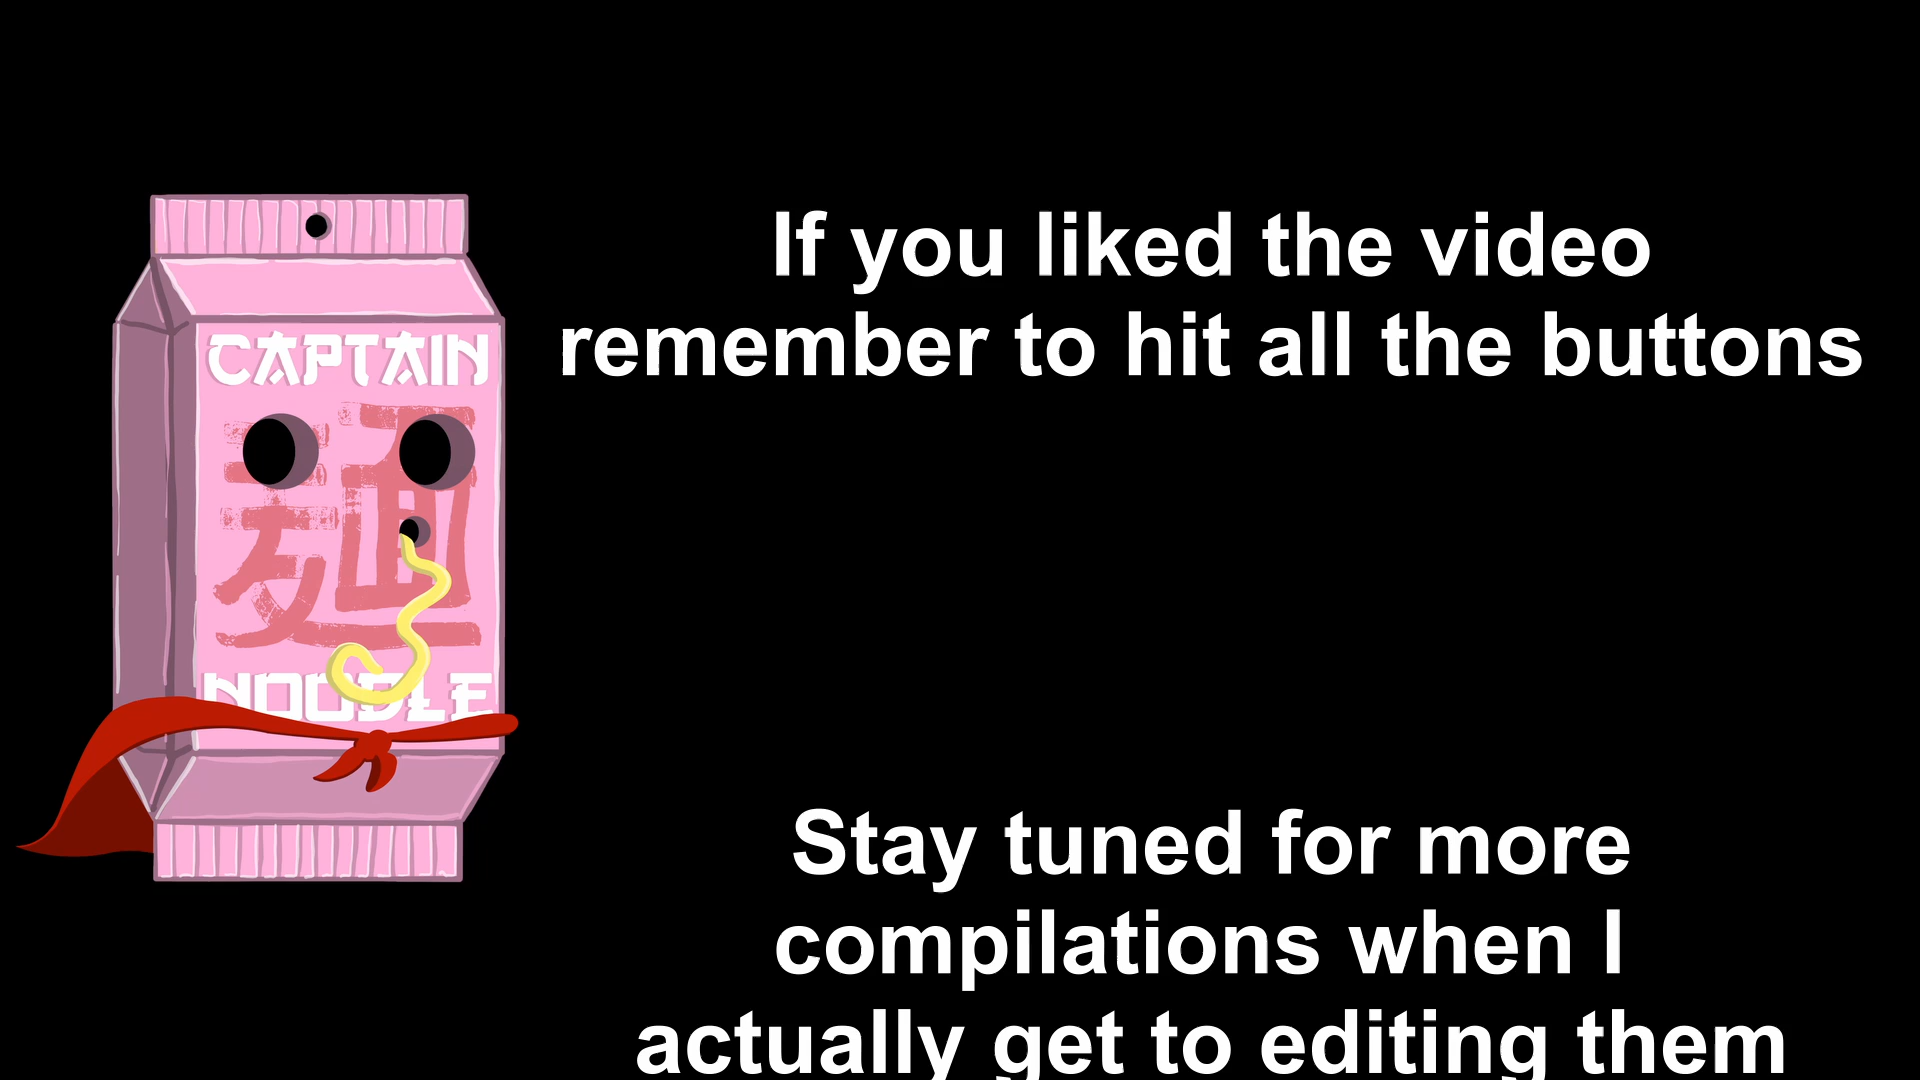 CAPTAIN
麺
NOODLE
If you liked the video
remember to hit all the buttons
Stay tuned for more
compilations when I
actually get to editing them